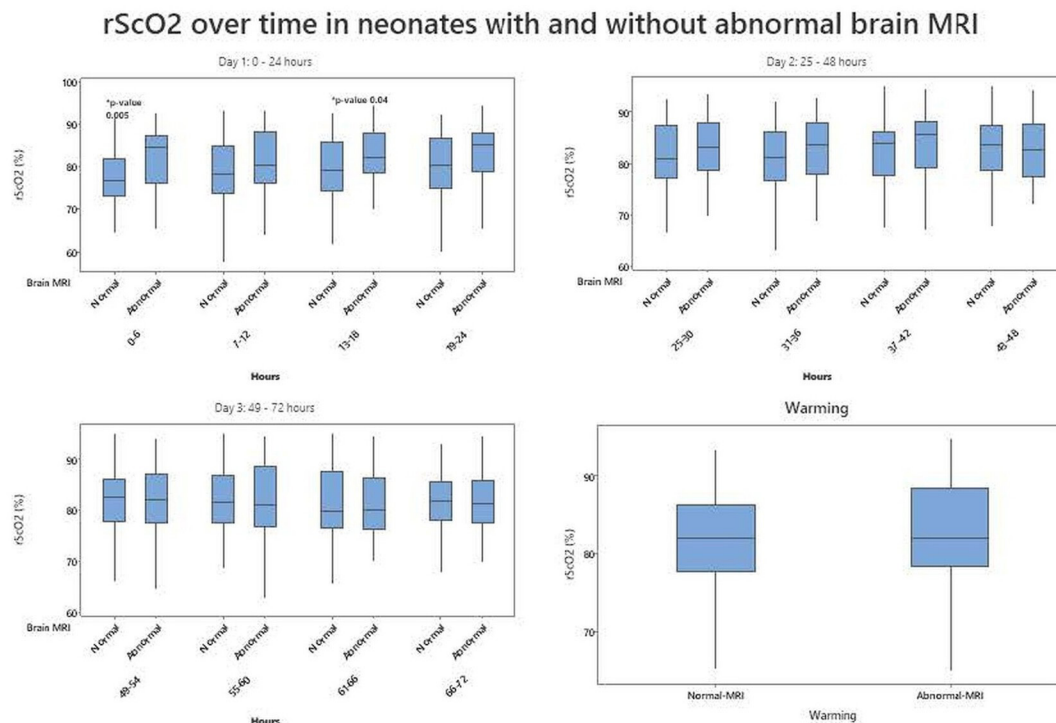 rScO2 over time in neonates with and without abnormal brain MRI
Day 1: 0 - 24 hours
100
90
80
70
60
rScO2 (%)
*p-value
0.005
*p-value 0.04
Brain MRI
Normal Abnormal Normal Abnormal Normal Abnormal Normal Abnormal
0-6 7-12 13-18 19-24
Hours
Day 2: 25 - 48 hours
90
80
70
60
rScO2 (%)
Brain MRI
Normal Abnormal Normal Abnormal Normal Abnormal Normal Abnormal
25-30 31-36 37-42 43-48
Hours
Day 3: 49 - 72 hours
90
80
70
60
rScO2 (%)
Brain MRI
Normal Abnormal Normal Abnormal Normal Abnormal Normal Abnormal
49-54 55-60 61-66 66-72
Hours
Warming
90
80
70
rScO2 (%)
Normal-MRI Abnormal-MRI
Warming